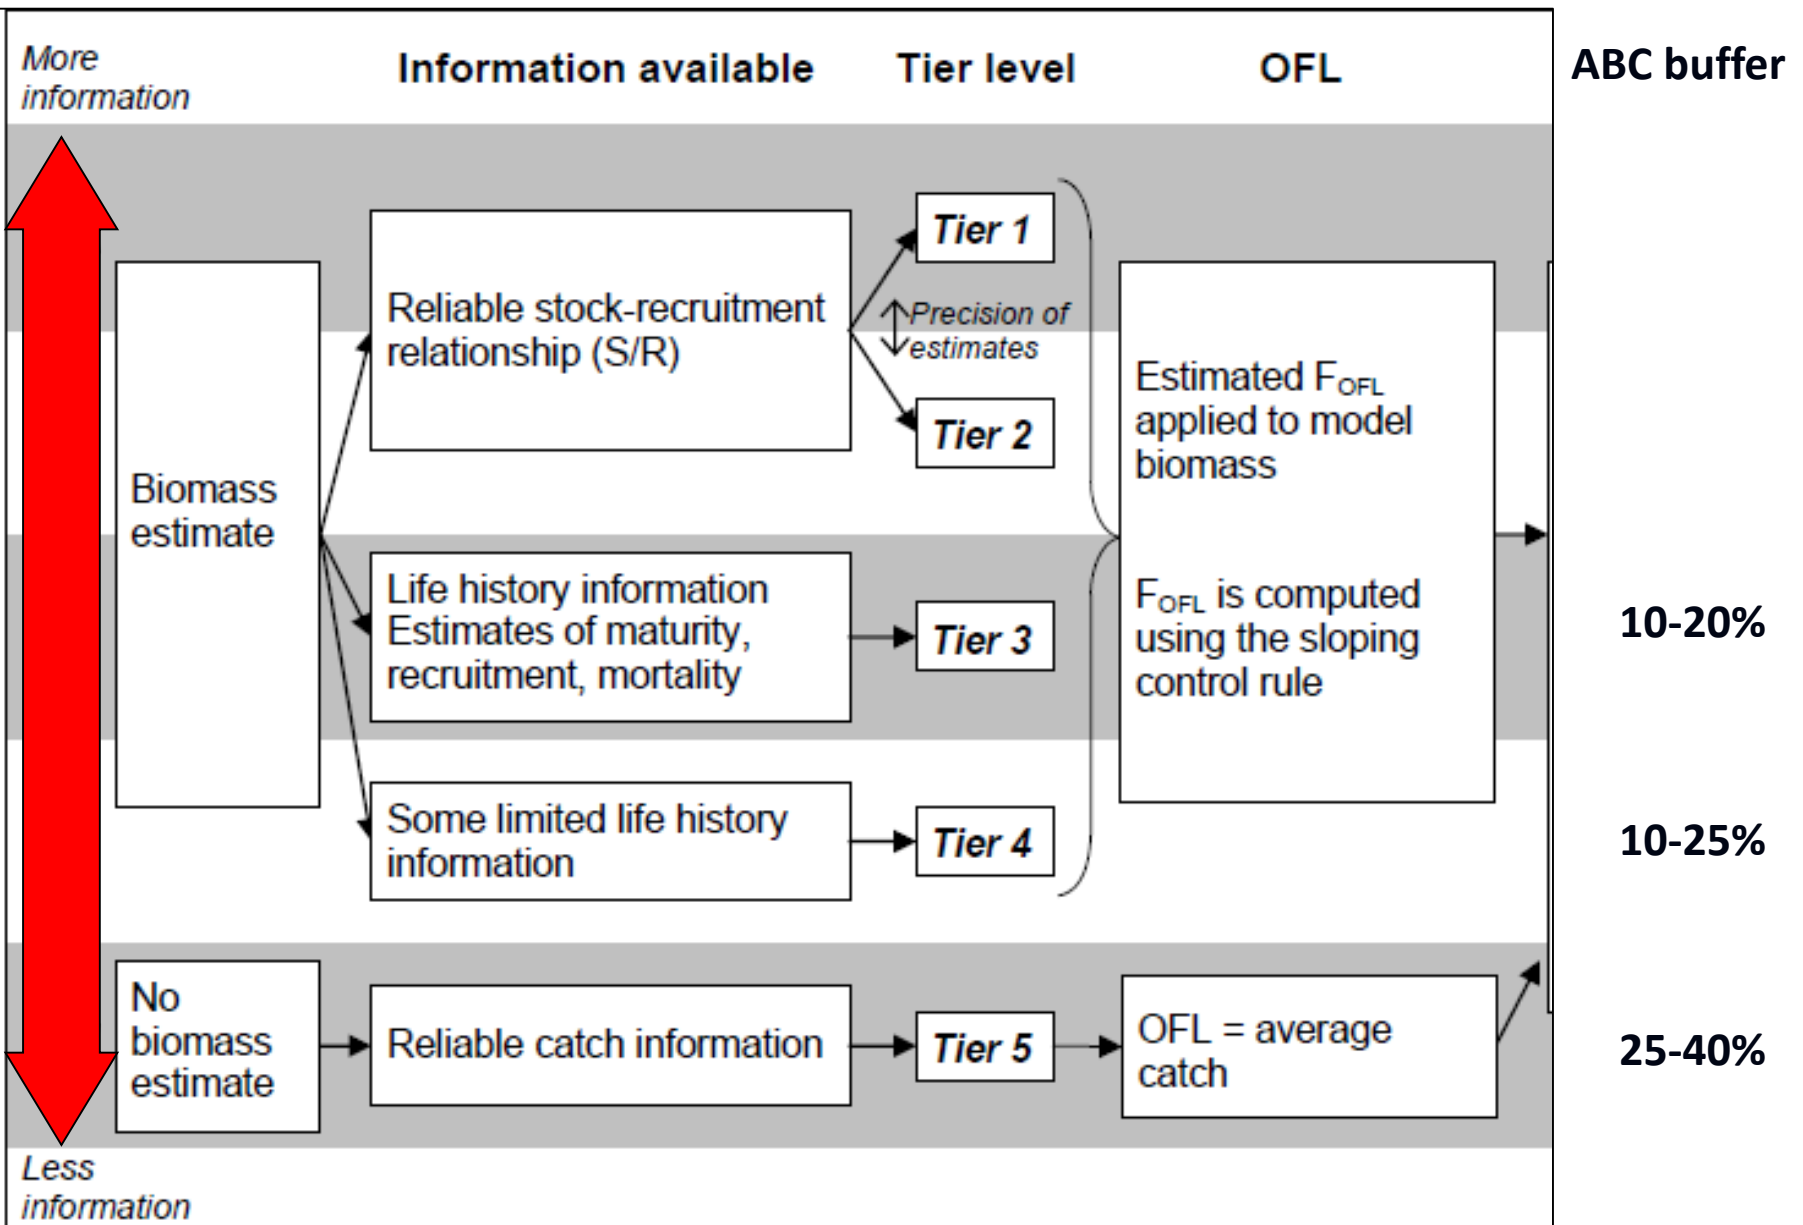 More
information
Information available
Tier level
OFL
ABC buffer
Biomass
estimate
Reliable stock-recruitment
relationship (S/R)
Tier 1
Precision of
estimates
Tier 2
Life history information
Estimates of maturity,
recruitment, mortality
Tier 3
Some limited life history
information
Tier 4
Estimated FOFL
applied to model
biomass
FOFL is computed
using the sloping
control rule
10-20%
10-25%
No
biomass
estimate
Reliable catch information
Tier 5
OFL = average
catch
25-40%
Less
information